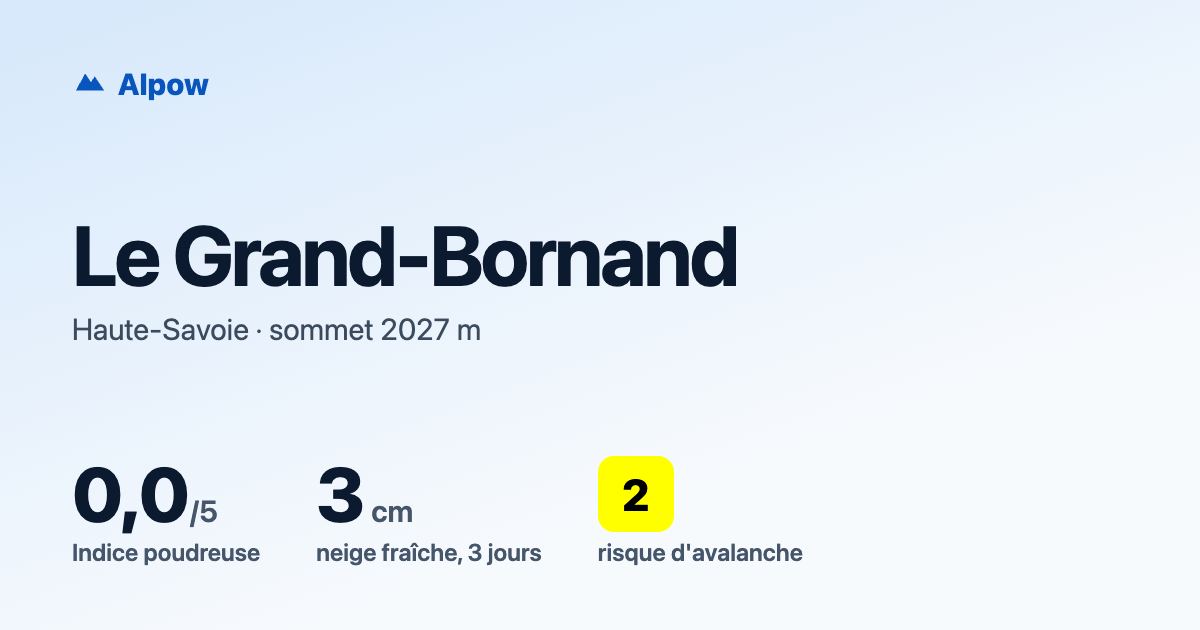 Alpow
Le Grand-Bornand
Haute-Savoie · sommet 2027 m
0,0/5
Indice poudreuse
3 cm
neige fraîche, 3 jours
2
risque d'avalanche